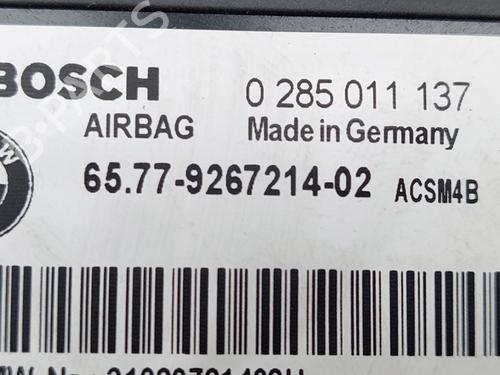 BOSCH 0 285 011 137
AIRBAG Made in Germany
65.77-9267214-02 ACSM4B